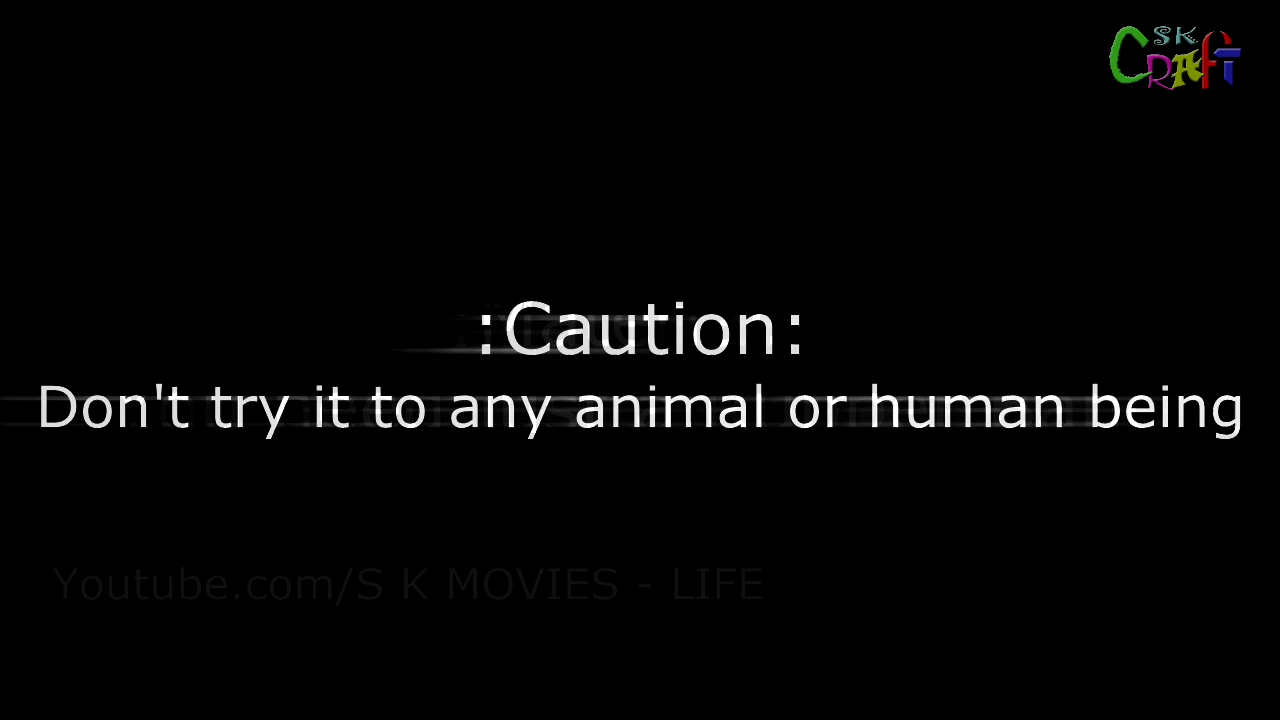 SK
CRAFT
:Caution:
Don't try it to any animal or human being
Youtube.com/S K MOVIES - LIFE